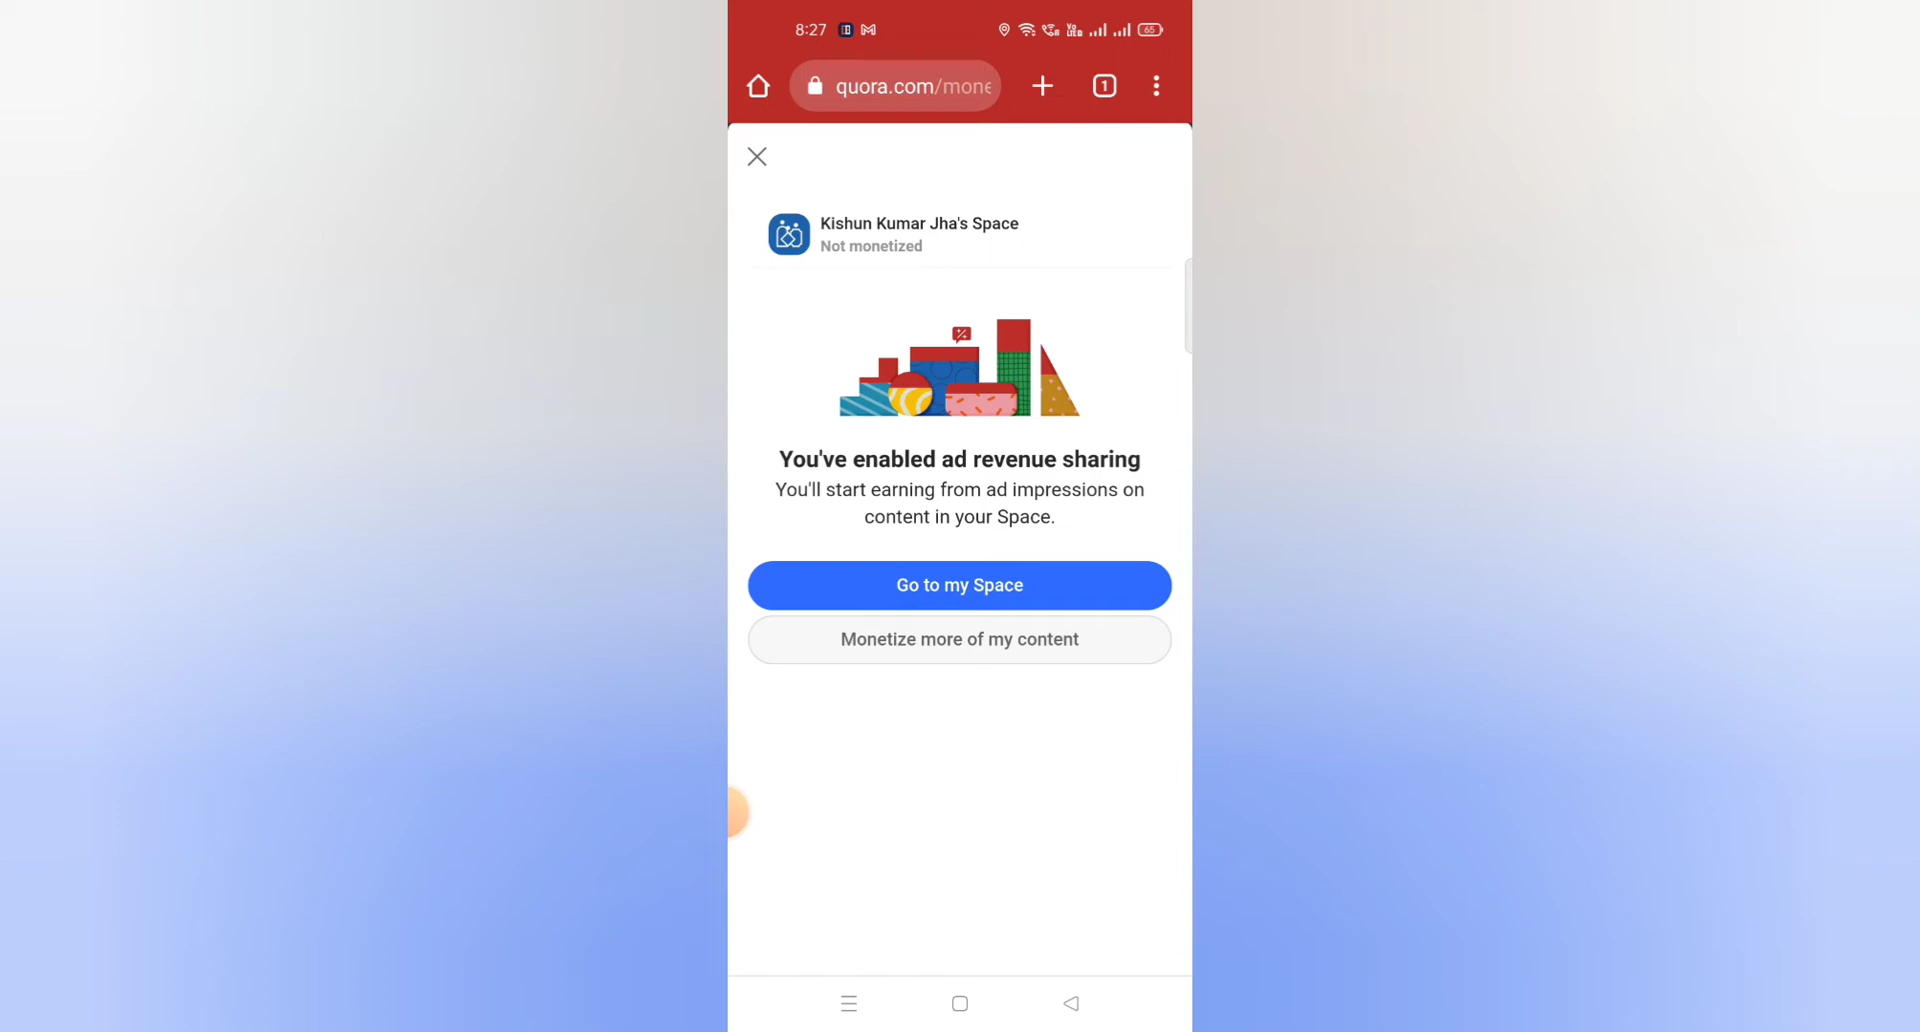 8:27
65
quora.com/mone
1
Kishun Kumar Jha's Space
Not monetized
You've enabled ad revenue sharing
You'll start earning from ad impressions on
content in your Space.
Go to my Space
Monetize more of my content